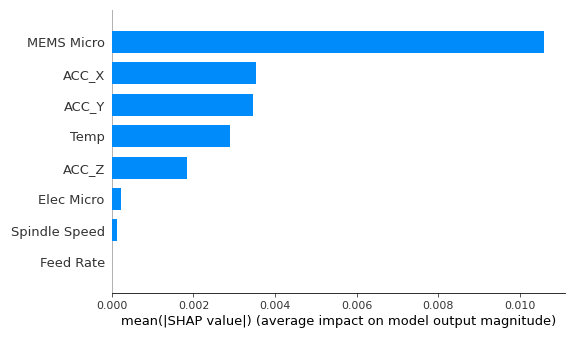 MEMS Micro
ACC_X
ACC_Y
Temp
ACC_Z
Elec Micro
Spindle Speed
Feed Rate
0.000 0.002 0.004 0.006 0.008 0.010
mean(|SHAP value|) (average impact on model output magnitude)